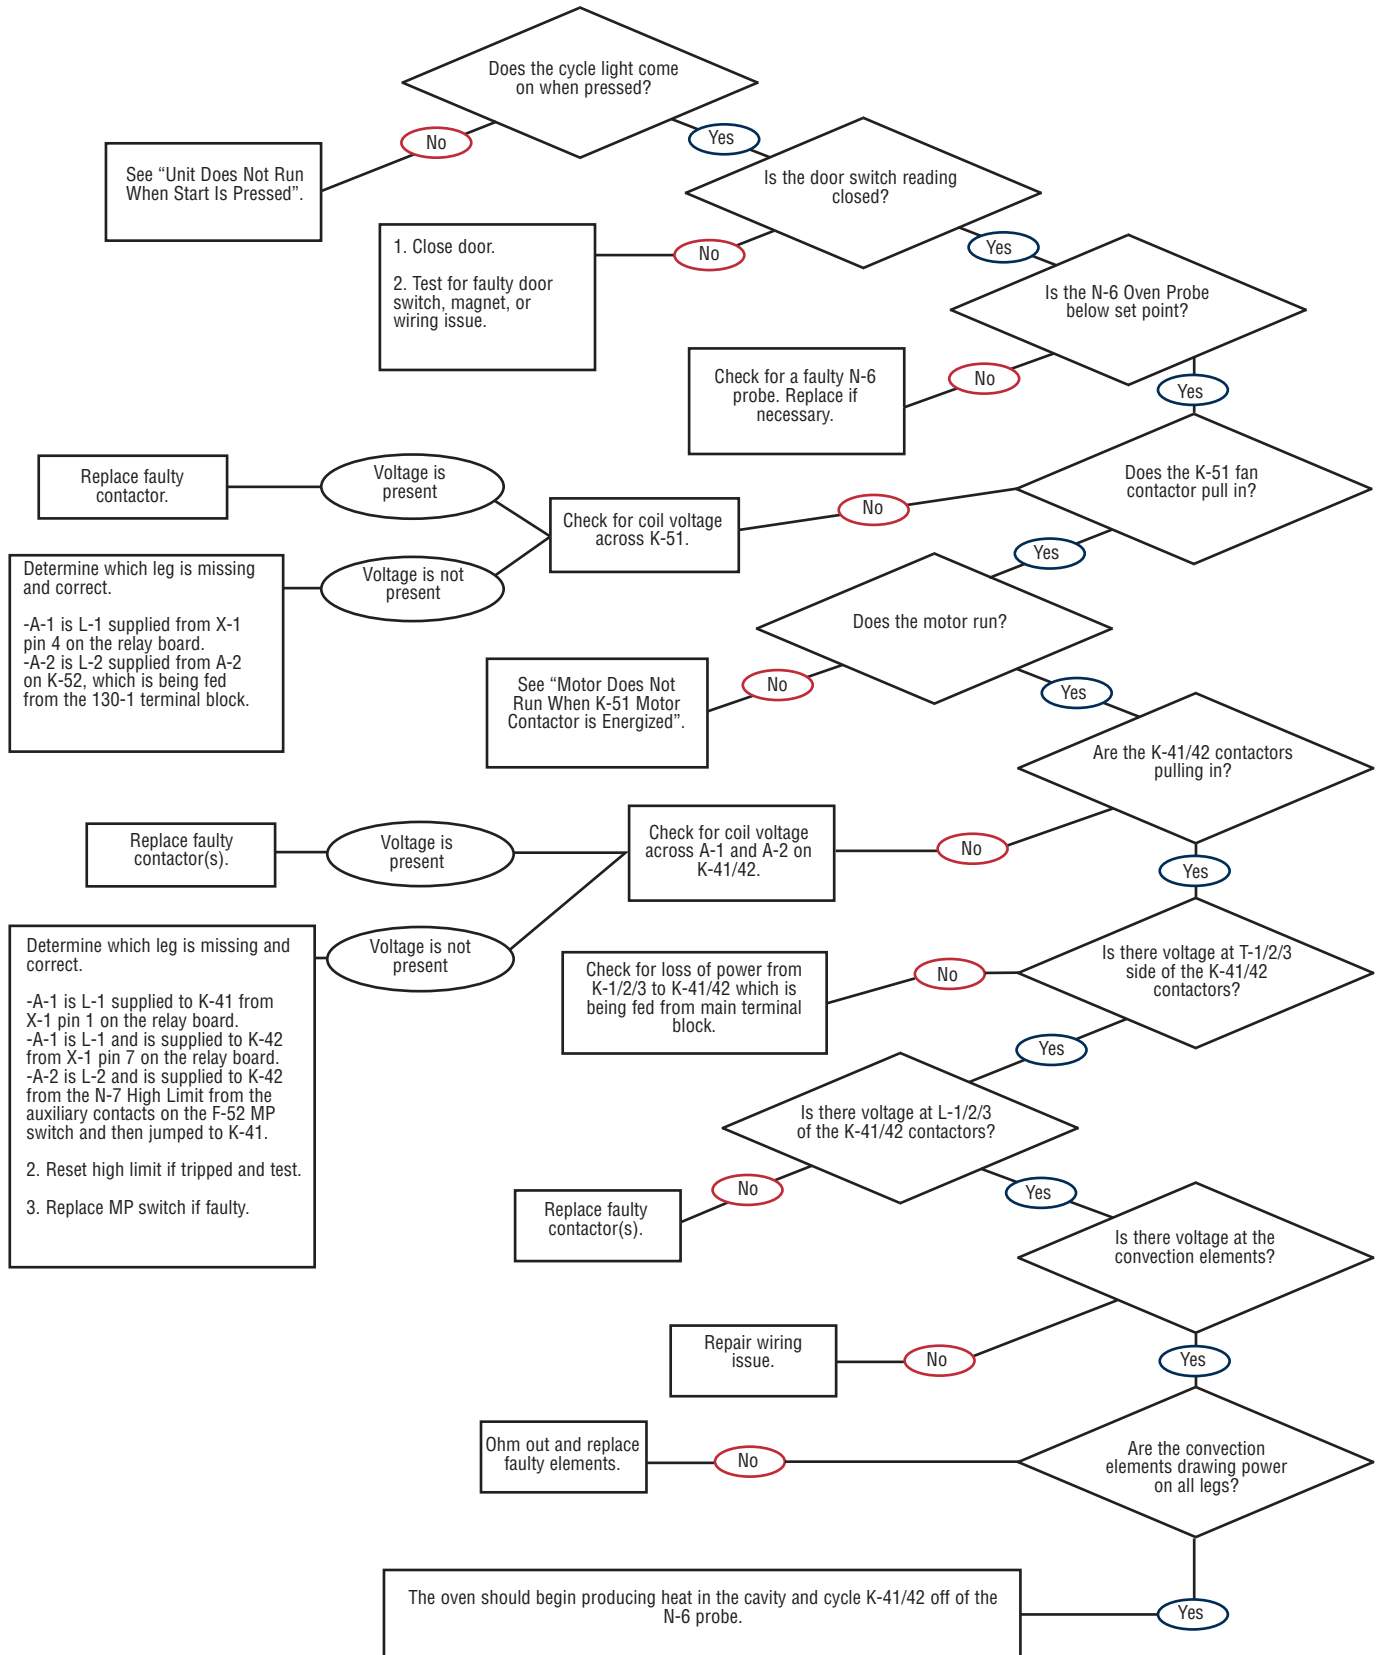 Does the cycle light come
on when pressed?
No
Yes
See “Unit Does Not Run
When Start Is Pressed”.
Is the door switch reading
closed?
No
Yes
1. Close door.
2. Test for faulty door
switch, magnet, or
wiring issue.
Is the N-6 Oven Probe
below set point?
No
Yes
Check for a faulty N-6
probe. Replace if
necessary.
Does the K-51 fan
contactor pull in?
No
Yes
Check for coil voltage
across K-51.
Voltage is
present
Replace faulty
contactor.
Voltage is not
present
Determine which leg is missing
and correct.
-A-1 is L-1 supplied from X-1
pin 4 on the relay board.
-A-2 is L-2 supplied from A-2
on K-52, which is being fed
from the 130-1 terminal block.
Does the motor run?
No
Yes
See “Motor Does Not
Run When K-51 Motor
Contactor is Energized”.
Are the K-41/42 contactors
pulling in?
No
Yes
Check for coil voltage
across A-1 and A-2 on
K-41/42.
Voltage is
present
Replace faulty
contactor(s).
Voltage is not
present
Determine which leg is missing and
correct.
-A-1 is L-1 supplied to K-41 from
X-1 pin 1 on the relay board.
-A-1 is L-1 and is supplied to K-42
from X-1 pin 7 on the relay board.
-A-2 is L-2 and is supplied to K-42
from the N-7 High Limit from the
auxiliary contacts on the F-52 MP
switch and then jumped to K-41.
2. Reset high limit if tripped and test.
3. Replace MP switch if faulty.
Is there voltage at T-1/2/3
side of the K-41/42
contactors?
No
Yes
Check for loss of power from
K-1/2/3 to K-41/42 which is
being fed from main terminal
block.
Is there voltage at L-1/2/3
of the K-41/42 contactors?
No
Yes
Replace faulty
contactor(s).
Is there voltage at the
convection elements?
No
Yes
Repair wiring
issue.
Are the convection
elements drawing power
on all legs?
No
Yes
Ohm out and replace
faulty elements.
The oven should begin producing heat in the cavity and cycle K-41/42 off of the
N-6 probe.